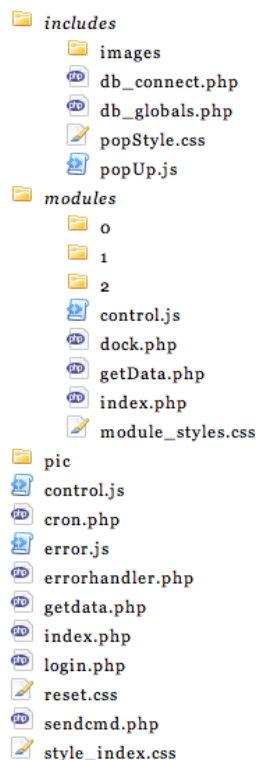 includes
images
db_connect.php
db_globals.php
popStyle.css
popUp.js
modules
0
1
2
control.js
dock.php
getData.php
index.php
module_styles.css
pic
control.js
cron.php
error.js
errorhandler.php
getdata.php
index.php
login.php
reset.css
sendcmd.php
style_index.css